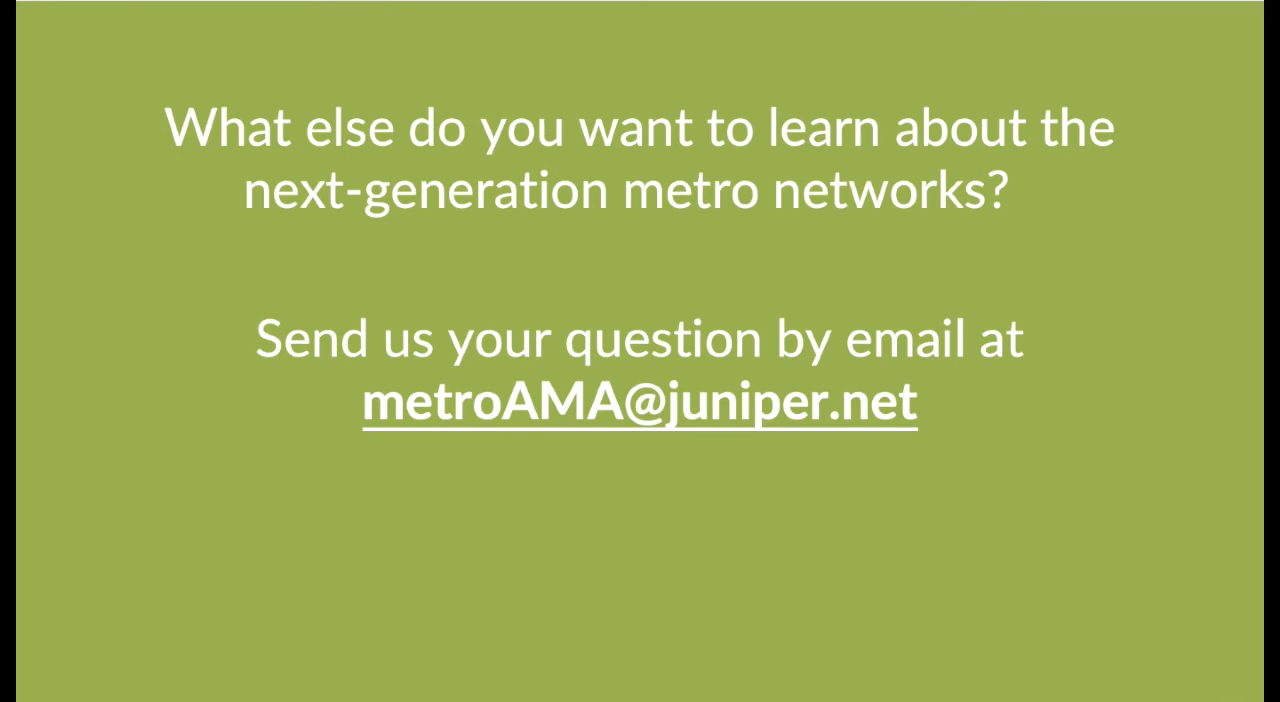 What else do you want to learn about the
next-generation metro networks?
Send us your question by email at
metroAMA@juniper.net